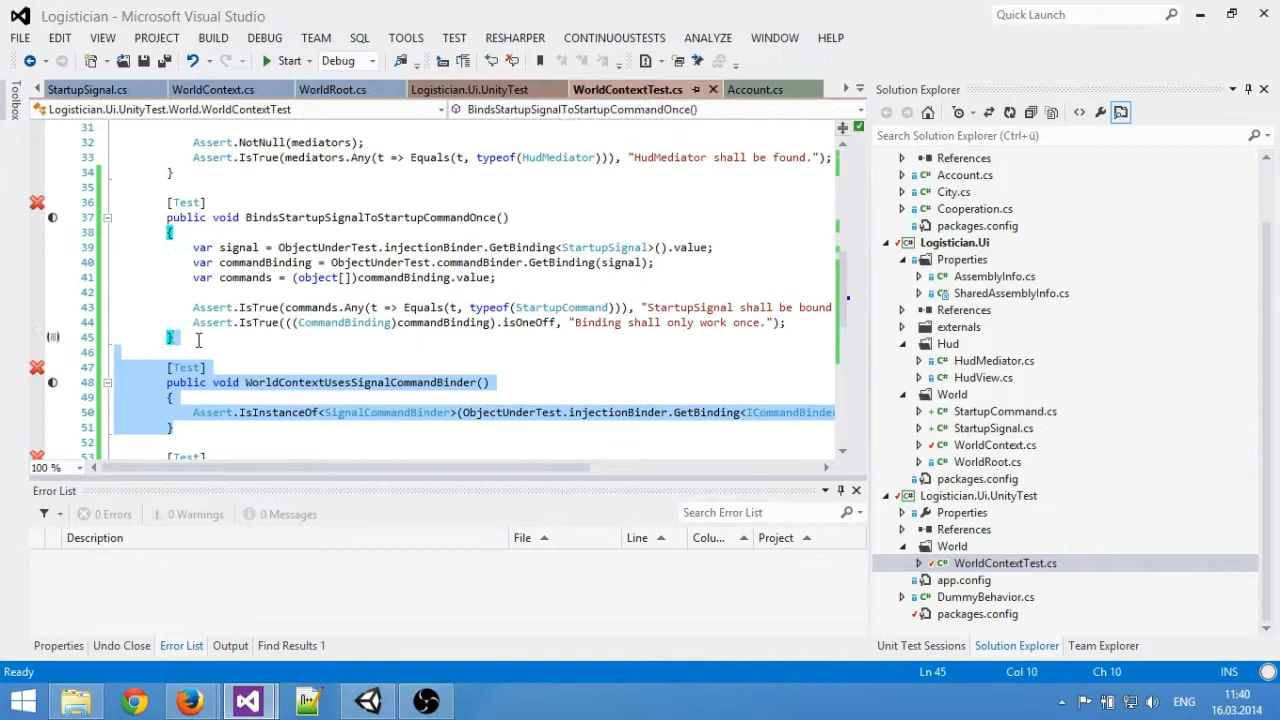 Logistician - Microsoft Visual Studio
Quick Launch
FILE EDIT VIEW PROJECT BUILD DEBUG TEAM SQL TOOLS TEST RESHARPER CONTINUOUSTESTS ANALYZE WINDOW HELP
Start Debug
Toolbox
StartupSignal.cs WorldContext.cs WorldRoot.cs Logistician.Ui.UnityTest WorldContextTest.cs Account.cs
Logistician.Ui.UnityTest.World.WorldContextTest BindsStartupSignalToStartupCommandOnce()
31
32 Assert.NotNull(mediators);
33 Assert.IsTrue(mediators.Any(t => Equals(t, typeof(HudMediator))), "HudMediator shall be found.");
34 }
35
36 [Test]
37 public void BindsStartupSignalToStartupCommandOnce()
38 {
39 var signal = ObjectUnderTest.injectionBinder.GetBinding<StartupSignal>().value;
40 var commandBinding = ObjectUnderTest.commandBinder.GetBinding(signal);
41 var commands = (object[])commandBinding.value;
42
43 Assert.IsTrue(commands.Any(t => Equals(t, typeof(StartupCommand))), "StartupSignal shall be bound
44 Assert.IsTrue(((CommandBinding)commandBinding).isOneOff, "Binding shall only work once.");
45 }
46
47 [Test]
48 public void WorldContextUsesSignalCommandBinder()
49 {
50 Assert.IsInstanceOf<SignalCommandBinder>(ObjectUnderTest.injectionBinder.GetBinding<ICommandBinder
51 }
52
53 [Test]
100 %
Error List
0 Errors 0 Warnings 0 Messages Search Error List
Description File Line Colu... Project
Properties Undo Close Error List Output Find Results 1
Solution Explorer
Search Solution Explorer (Ctrl+ü)
References
Account.cs
City.cs
Cooperation.cs
packages.config
Logistician.Ui
Properties
AssemblyInfo.cs
SharedAssemblyInfo.cs
References
externals
Hud
HudMediator.cs
HudView.cs
World
StartupCommand.cs
StartupSignal.cs
WorldContext.cs
WorldRoot.cs
packages.config
Logistician.Ui.UnityTest
Properties
References
World
WorldContextTest.cs
app.config
DummyBehavior.cs
packages.config
Unit Test Sessions Solution Explorer Team Explorer
Ready Ln 45 Col 10 Ch 10 INS
ENG
11:40
16.03.2014